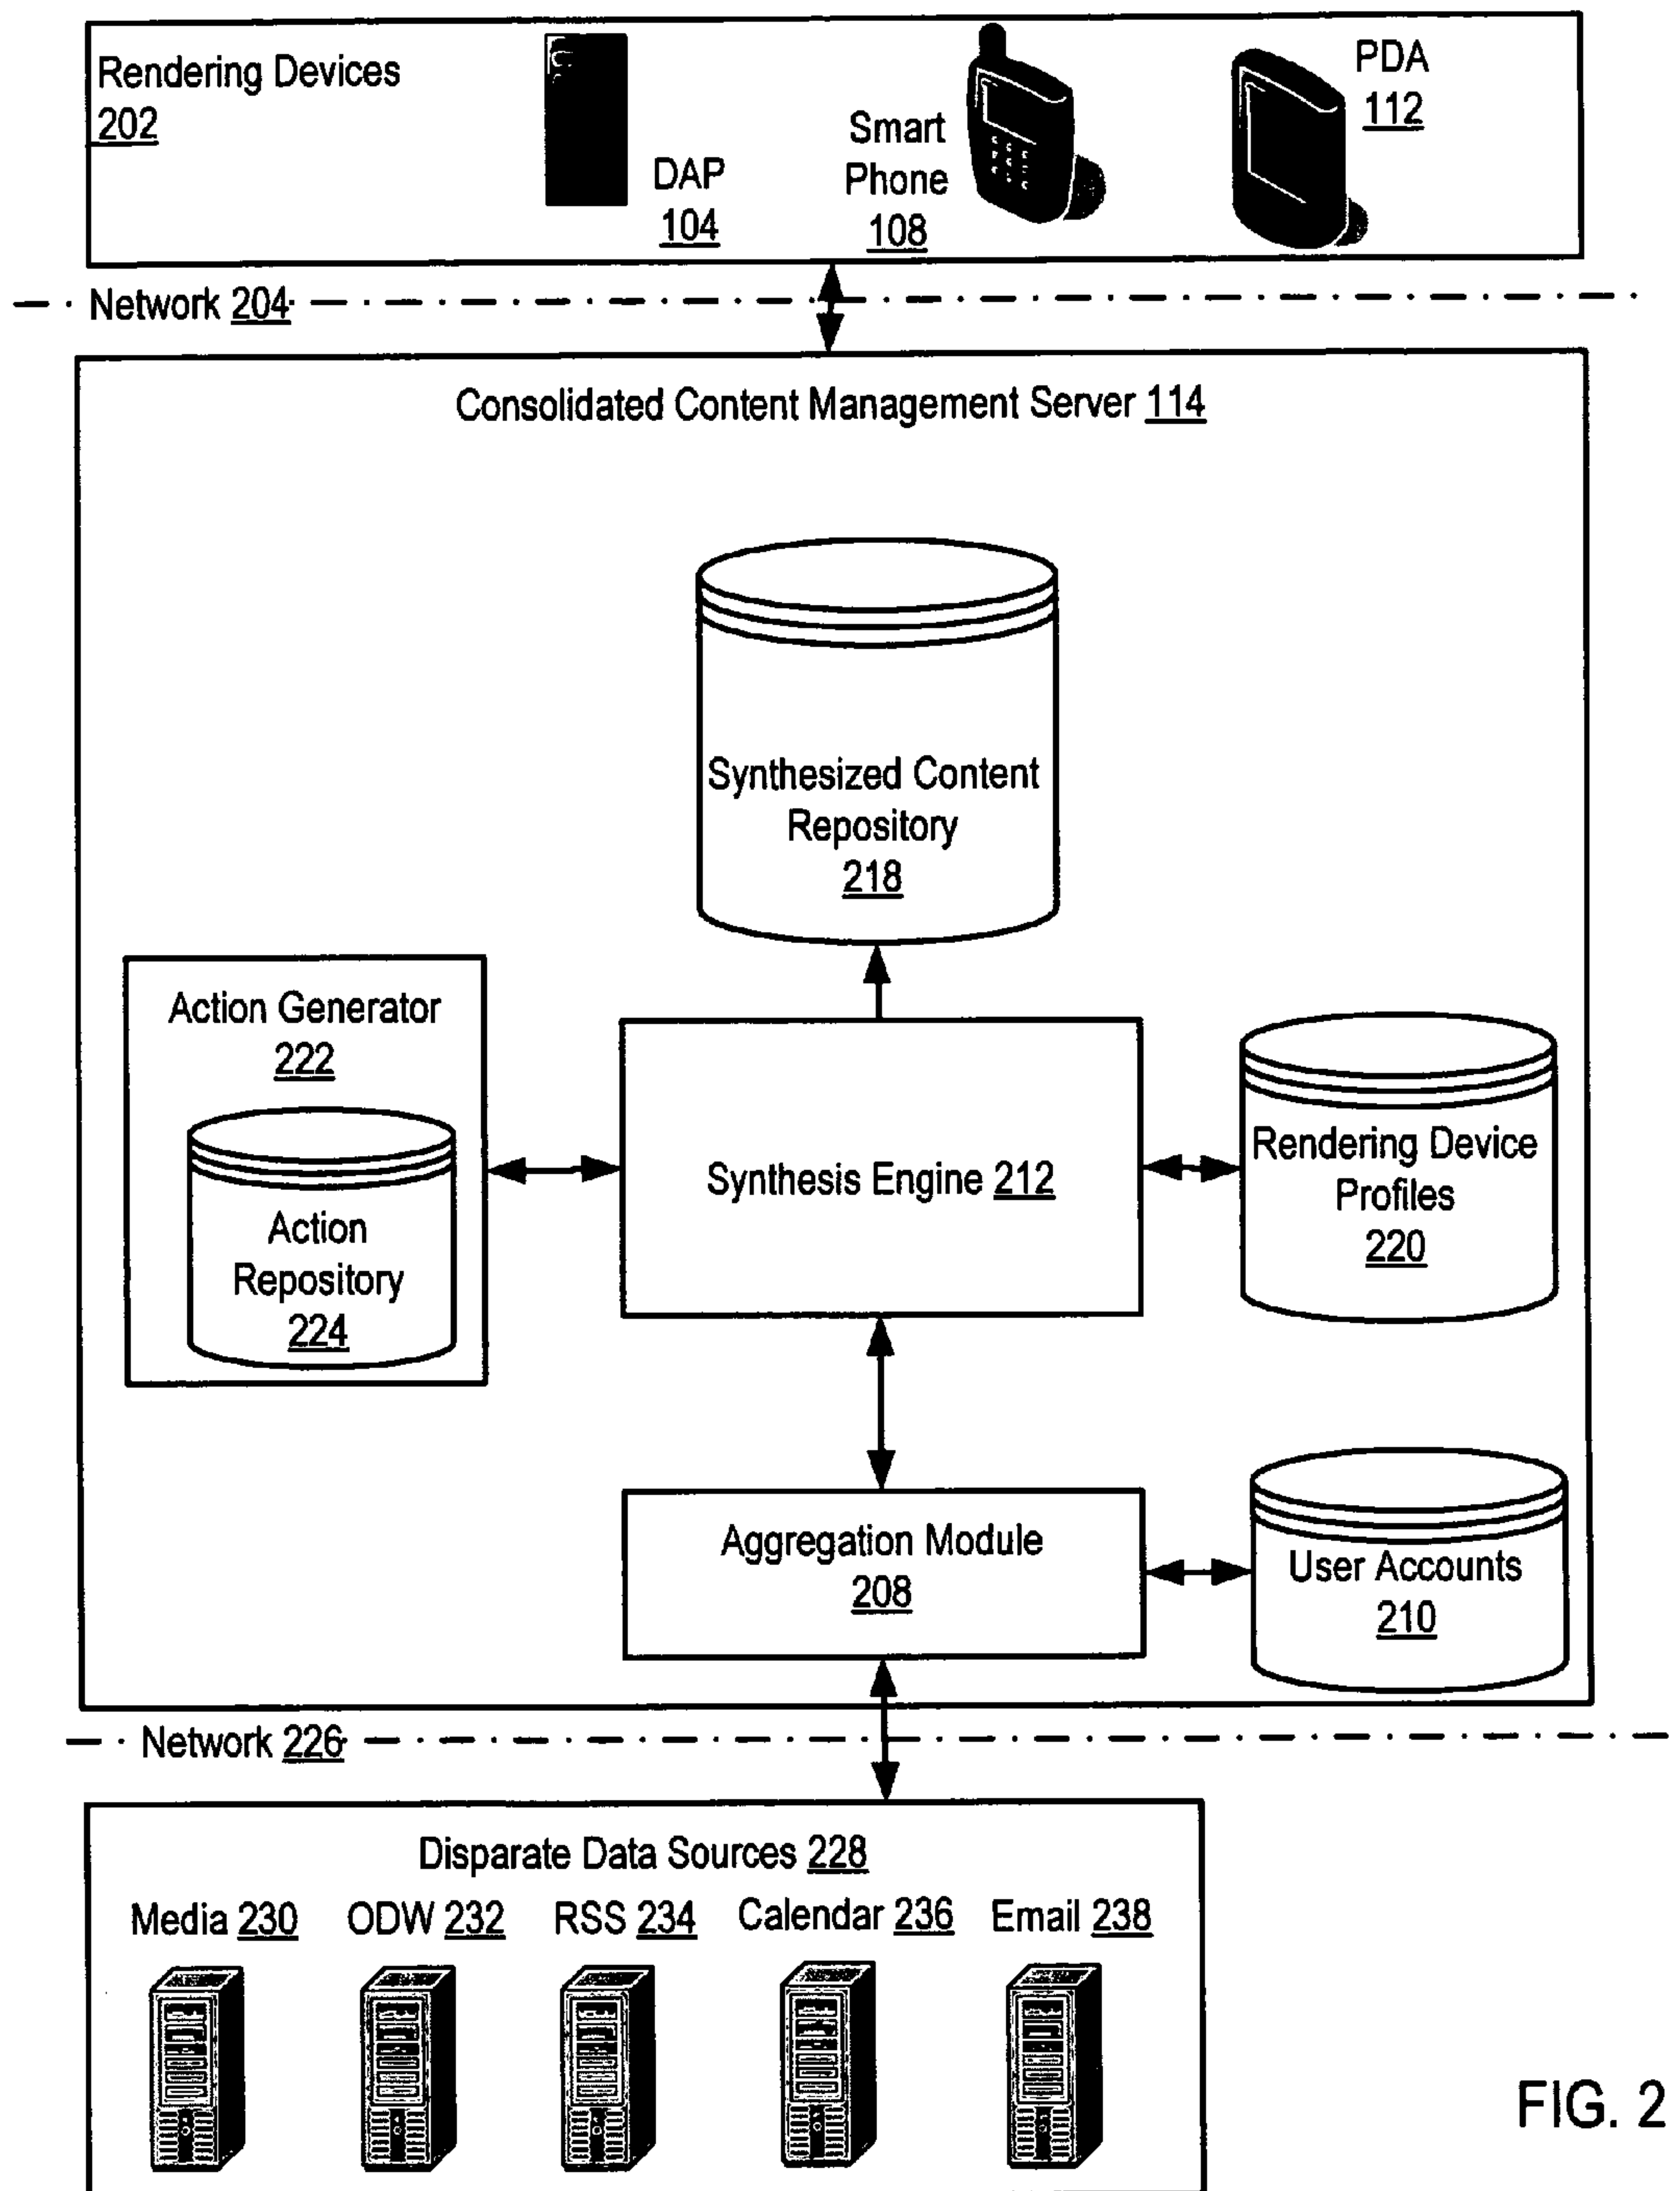 Rendering Devices
202
DAP
104
Smart
Phone
108
PDA
112
Network 204
Consolidated Content Management Server 114
Synthesized Content
Repository
218
Action Generator
222
Action
Repository
224
Synthesis Engine 212
Rendering Device
Profiles
220
Aggregation Module
208
User Accounts
210
Network 226
Disparate Data Sources 228
Media 230
ODW 232
RSS 234
Calendar 236
Email 238
FIG. 2